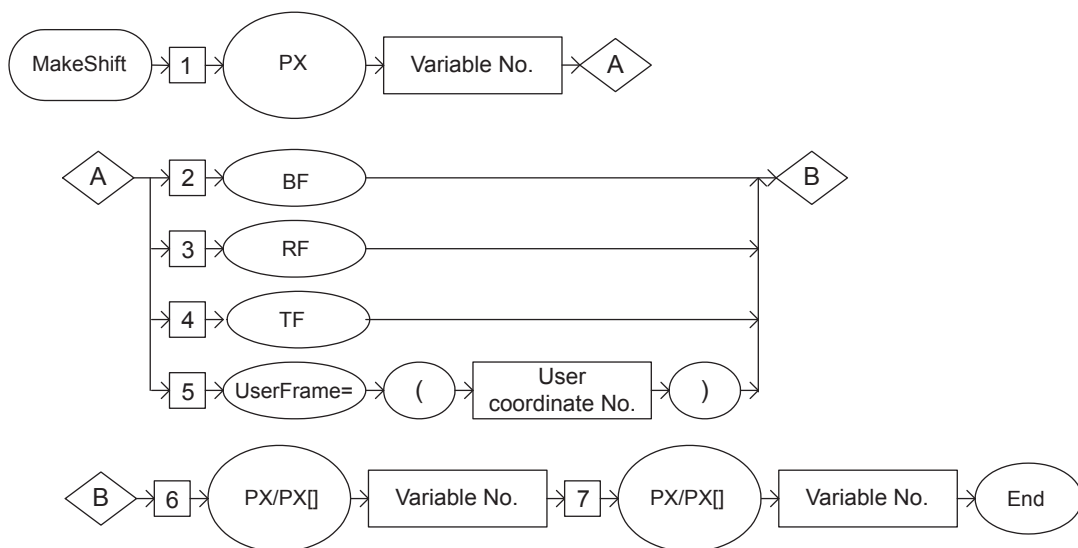 MakeShift 1 PX Variable No. A
A 2 BF B
3 RF
4 TF
5 UserFrame= ( User coordinate No. )
B 6 PX/PX[] Variable No. 7 PX/PX[] Variable No. End